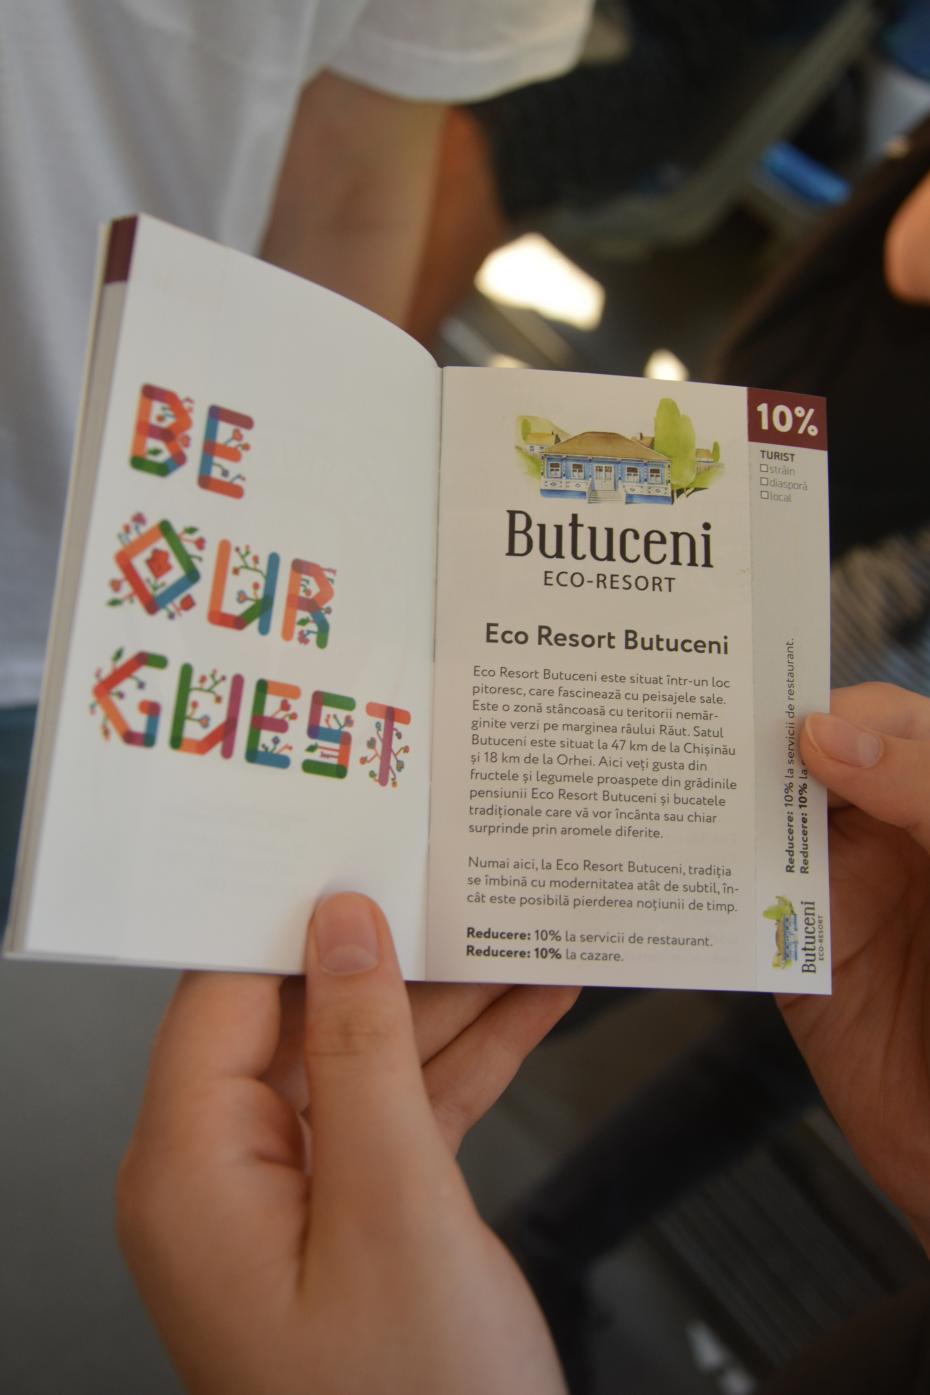 BE
OUR
GUEST
Butuceni
ECO-RESORT
Eco Resort Butuceni
Eco Resort Butuceni este situat într-un loc
pitoresc, care fascinează cu peisajele sale.
Este o zonă stâncoasă cu teritorii nemăr-
ginite verzi pe marginea râului Răut. Satul
Butuceni este situat la 47 km de la Chișinău
și 18 km de la Orhei. Aici veți gusta din
fructele și legumele proaspete din grădinile
pensiunii Eco Resort Butuceni și bucatele
tradiționale care vă vor încânta sau chiar
surprinde prin aromele diferite.
Numai aici, la Eco Resort Butuceni, tradiția
se îmbină cu modernitatea atât de subtil, în-
cât este posibilă pierderea noțiunii de timp.
Reducere: 10% la servicii de restaurant.
Reducere: 10% la cazare.
10%
TURIST
străin
diasporă
local
Reducere: 10% la servicii de restaurant.
Reducere: 10% la
Butuceni
ECO-RESORT